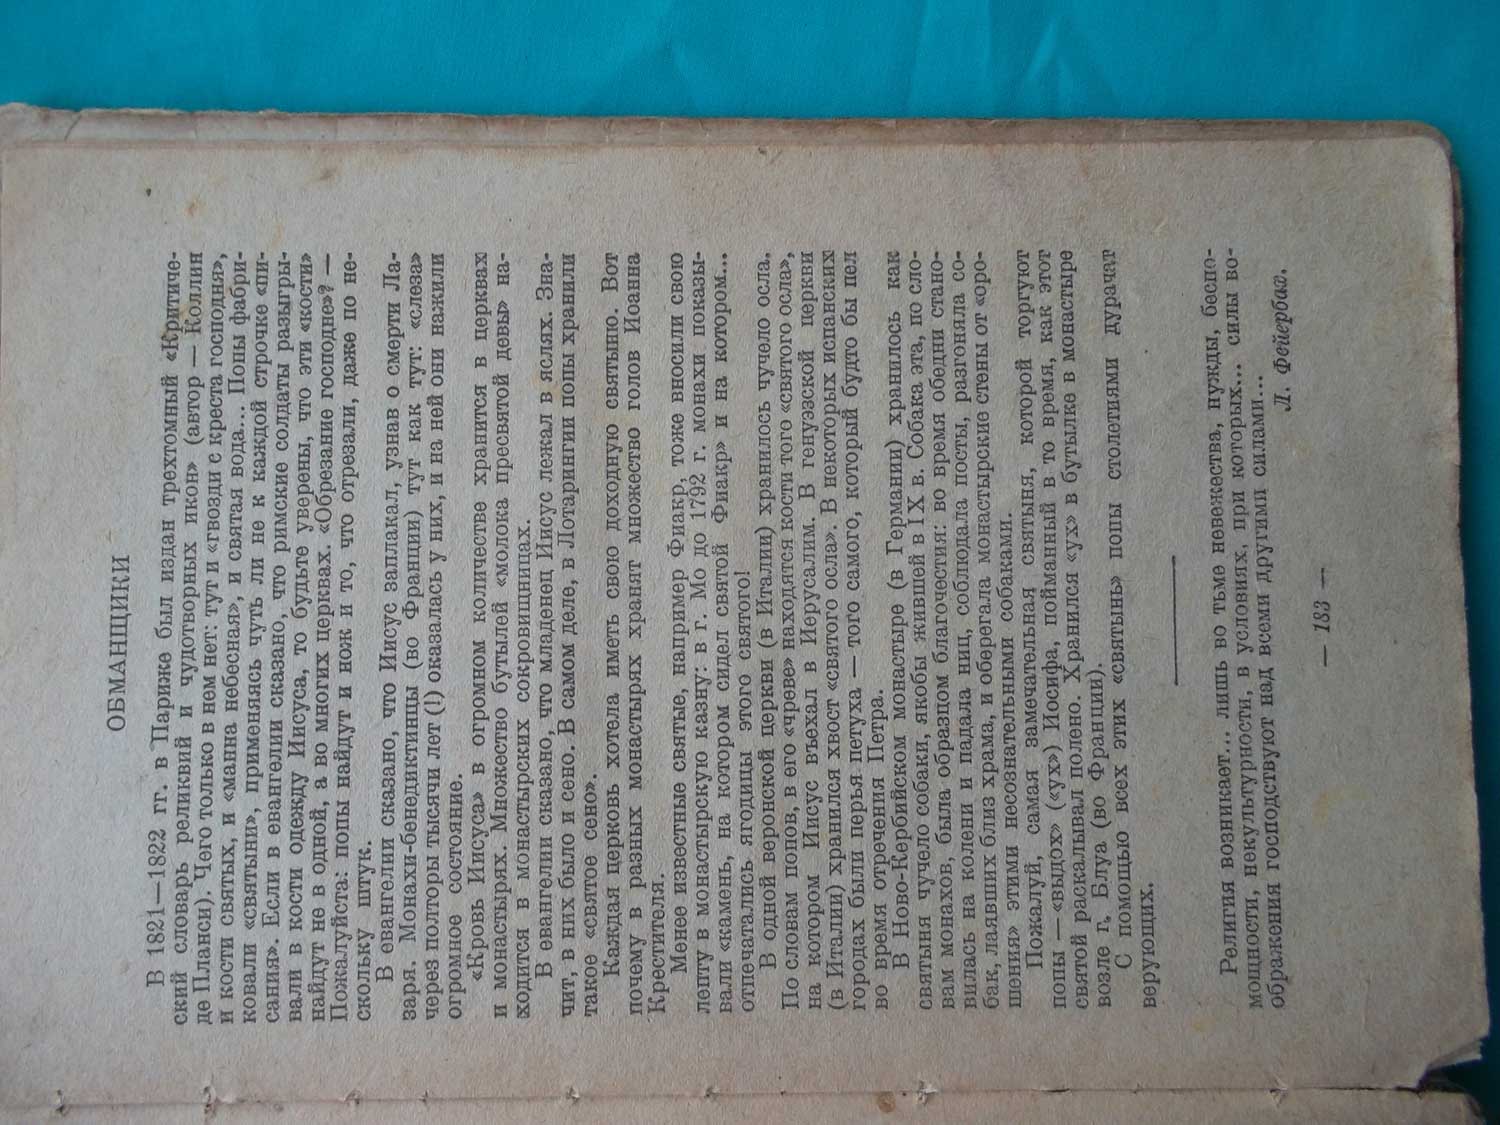 ОБМАНЩИКИ
В 1821—1822 гг. в Париже был издан трехтомный «Критиче-
ский словарь реликвий и чудотворных икон» (автор — Коллин
де Планси). Чего только в нем нет: тут и «гвозди с креста господня»,
и кости святых, и «манна небесная», и святая вода... Попы фабри-
ковали «святыни», применяясь чуть ли не к каждой строчке «пи-
сания». Если в евангелии сказано, что римские солдаты разыгры-
вали в кости одежду Иисуса, то будьте уверены, что эти «кости»
найдут не в одной, а во многих церквах. «Обрезание господне»? —
Пожалуйста: попы найдут и нож и то, что отрезали, даже по не-
скольку штук.
В евангелии сказано, что Иисус заплакал, узнав о смерти Ла-
заря. Монахи-бенедиктинцы (во Франции) тут как тут: «слеза»
через полторы тысячи лет (!) оказалась у них, и на ней они нажили
огромное состояние.
«Кровь Иисуса» в огромном количестве хранится в церквах
и монастырях. Множество бутылей «молока пресвятой девы» на-
ходится в монастырских сокровищницах.
В евангелии сказано, что младенец Иисус лежал в яслях. Зна-
чит, в них было и сено. В самом деле, в Лотарингии попы хранили
такое «святое сено».
Каждая церковь хотела иметь свою доходную святыню. Вот
почему в разных монастырях хранят множество голов Иоанна
Крестителя.
Менее известные святые, например Фиакр, тоже вносили свою
лепту в монастырскую казну: в г. Мо до 1792 г. монахи показы-
вали «камень, на котором сидел святой Фиакр» и на котором...
отпечатались ягодицы этого святого!
В одной веронской церкви (в Италии) хранилось чучело осла.
По словам попов, в его «чреве» находятся кости того «святого осла»,
на котором Иисус въехал в Иерусалим. В генуэзской церкви
(в Италии) хранился хвост «святого осла». В некоторых испанских
городах были перья петуха — того самого, который будто бы пел
во время отречения Петра.
В Ново-Кербийском монастыре (в Германии) хранилось как
святыня чучело собаки, якобы жившей в IX в. Собака эта, по сло-
вам монахов, была образцом благочестия: во время обедни стано-
вилась на колени и падала ниц, соблюдала посты, разгоняла со-
бак, лаявших близ храма, и оберегала монастырские стены от «оро-
шения» этими несознательными собаками.
Пожалуй, самая замечательная святыня, которой торгуют
попы — «выдох» («ух») Иосифа, пойманный в то время, как этот
святой раскалывал полено. Хранился «ух» в бутылке в монастыре
возле г. Блуа (во Франции).
С помощью всех этих «святынь» попы столетиями дурачат
верующих.
Религия возникает... лишь во тьме невежества, нужды, беспо-
мощности, некультурности, в условиях, при которых... силы во-
ображения господствуют над всеми другими силами...
Л. Фейербах.
— 183 —